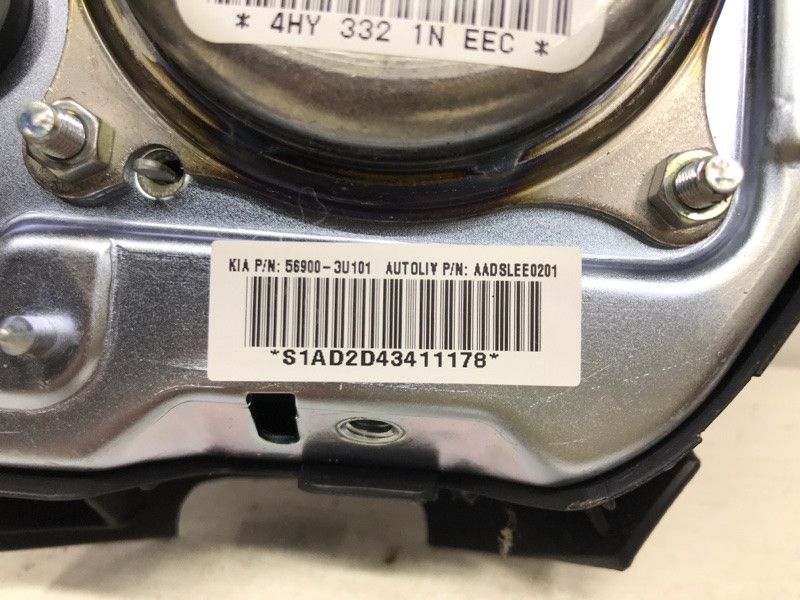 * 4HY 332 1N EEC *
KIA P/N: 56900-3U101 AUTOLIV P/N: AADSLEE0201
*S1AD2D43411178*